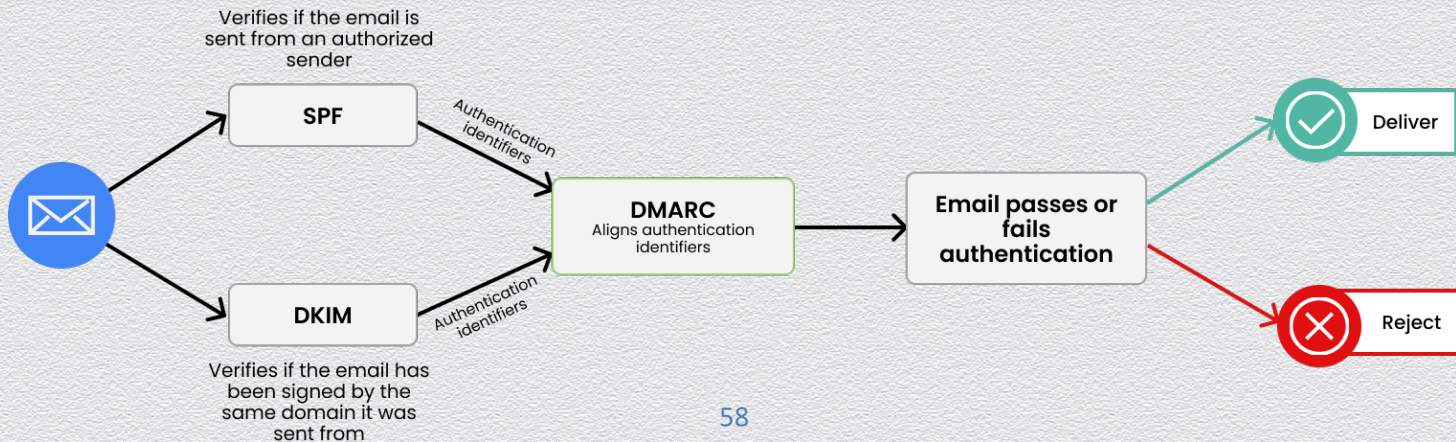 Verifies if the email is
sent from an authorized
sender
SPF
Authentication
identifiers
DMARC
Aligns authentication
identifiers
Email passes or
fails
authentication
Deliver
Reject
DKIM
Authentication
identifiers
Verifies if the email has
been signed by the
same domain it was
sent from
58